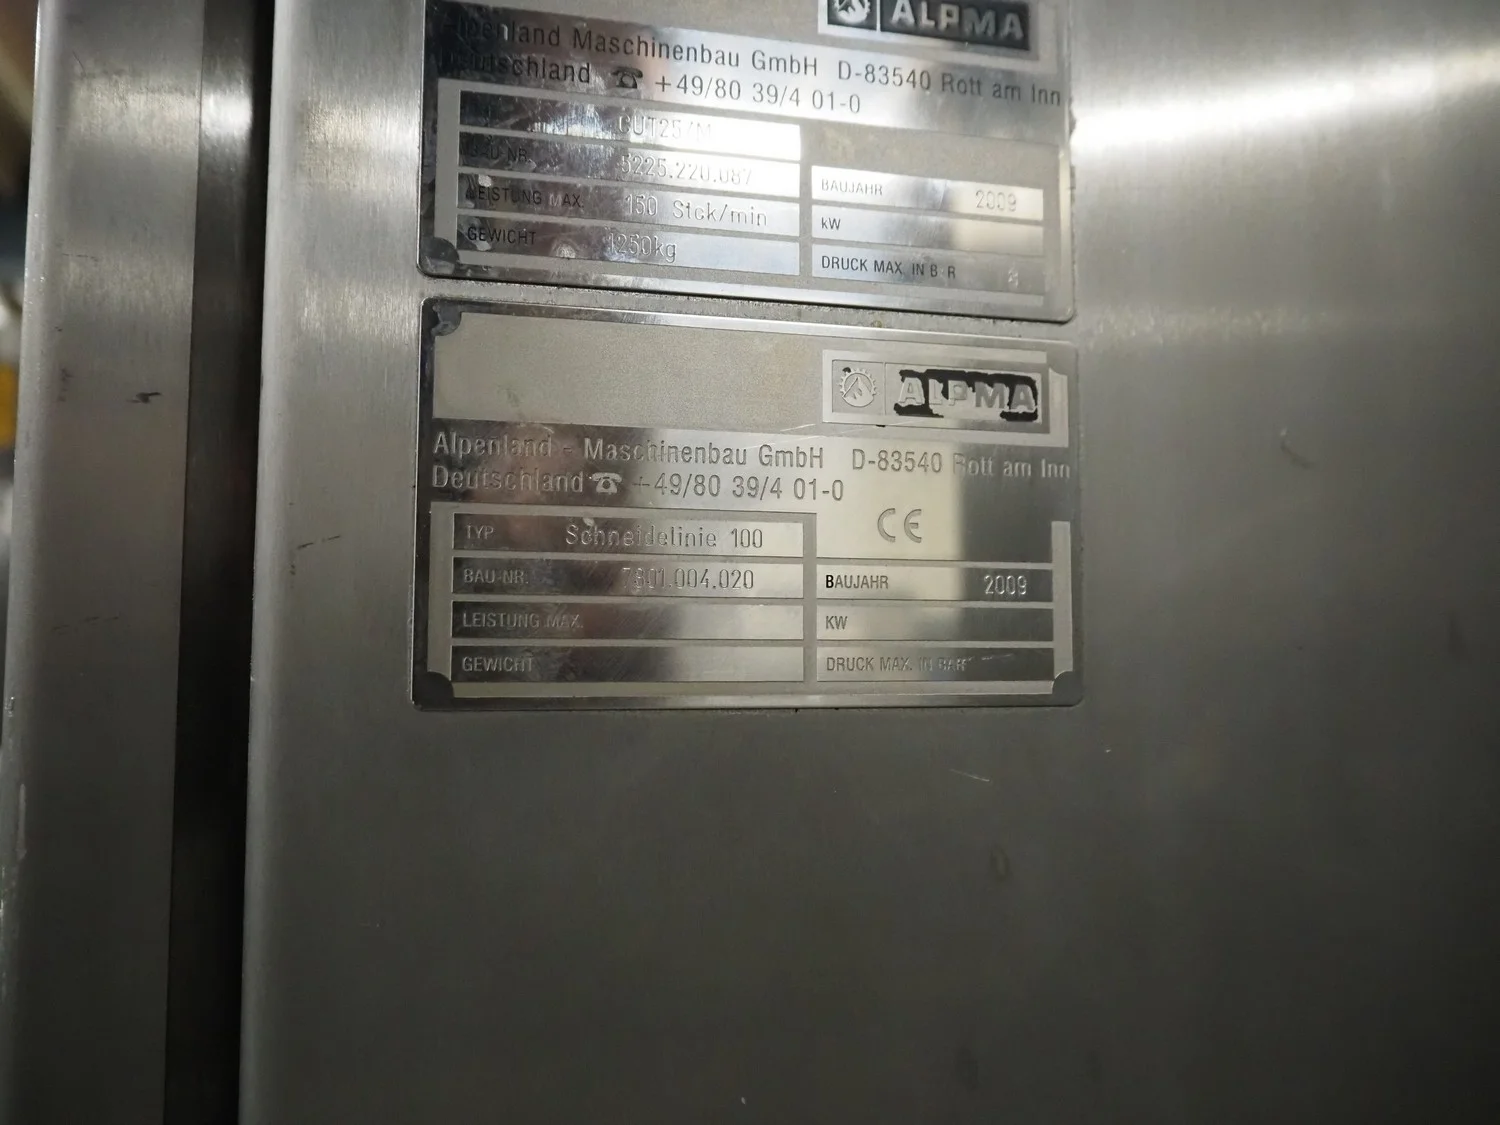 ALPMA
Alpenland Maschinenbau GmbH D-83540 Rott am Inn
Deutschland ☎ +49/80 39/4 01-0
CUT25/M
BAU-NR. 5225.220.087
BAUJAHR 2009
LEISTUNG MAX. 150 Stck/min
kW
GEWICHT 1250kg
DRUCK MAX. IN BAR 8
ALPMA
Alpenland - Maschinenbau GmbH D-83540 Rott am Inn
Deutschland ☎ +49/80 39/4 01-0
CE
TYP Schneidelinie 100
BAU-NR. 7801.004.020
BAUJAHR 2009
LEISTUNG MAX.
KW
GEWICHT
DRUCK MAX. IN BAR